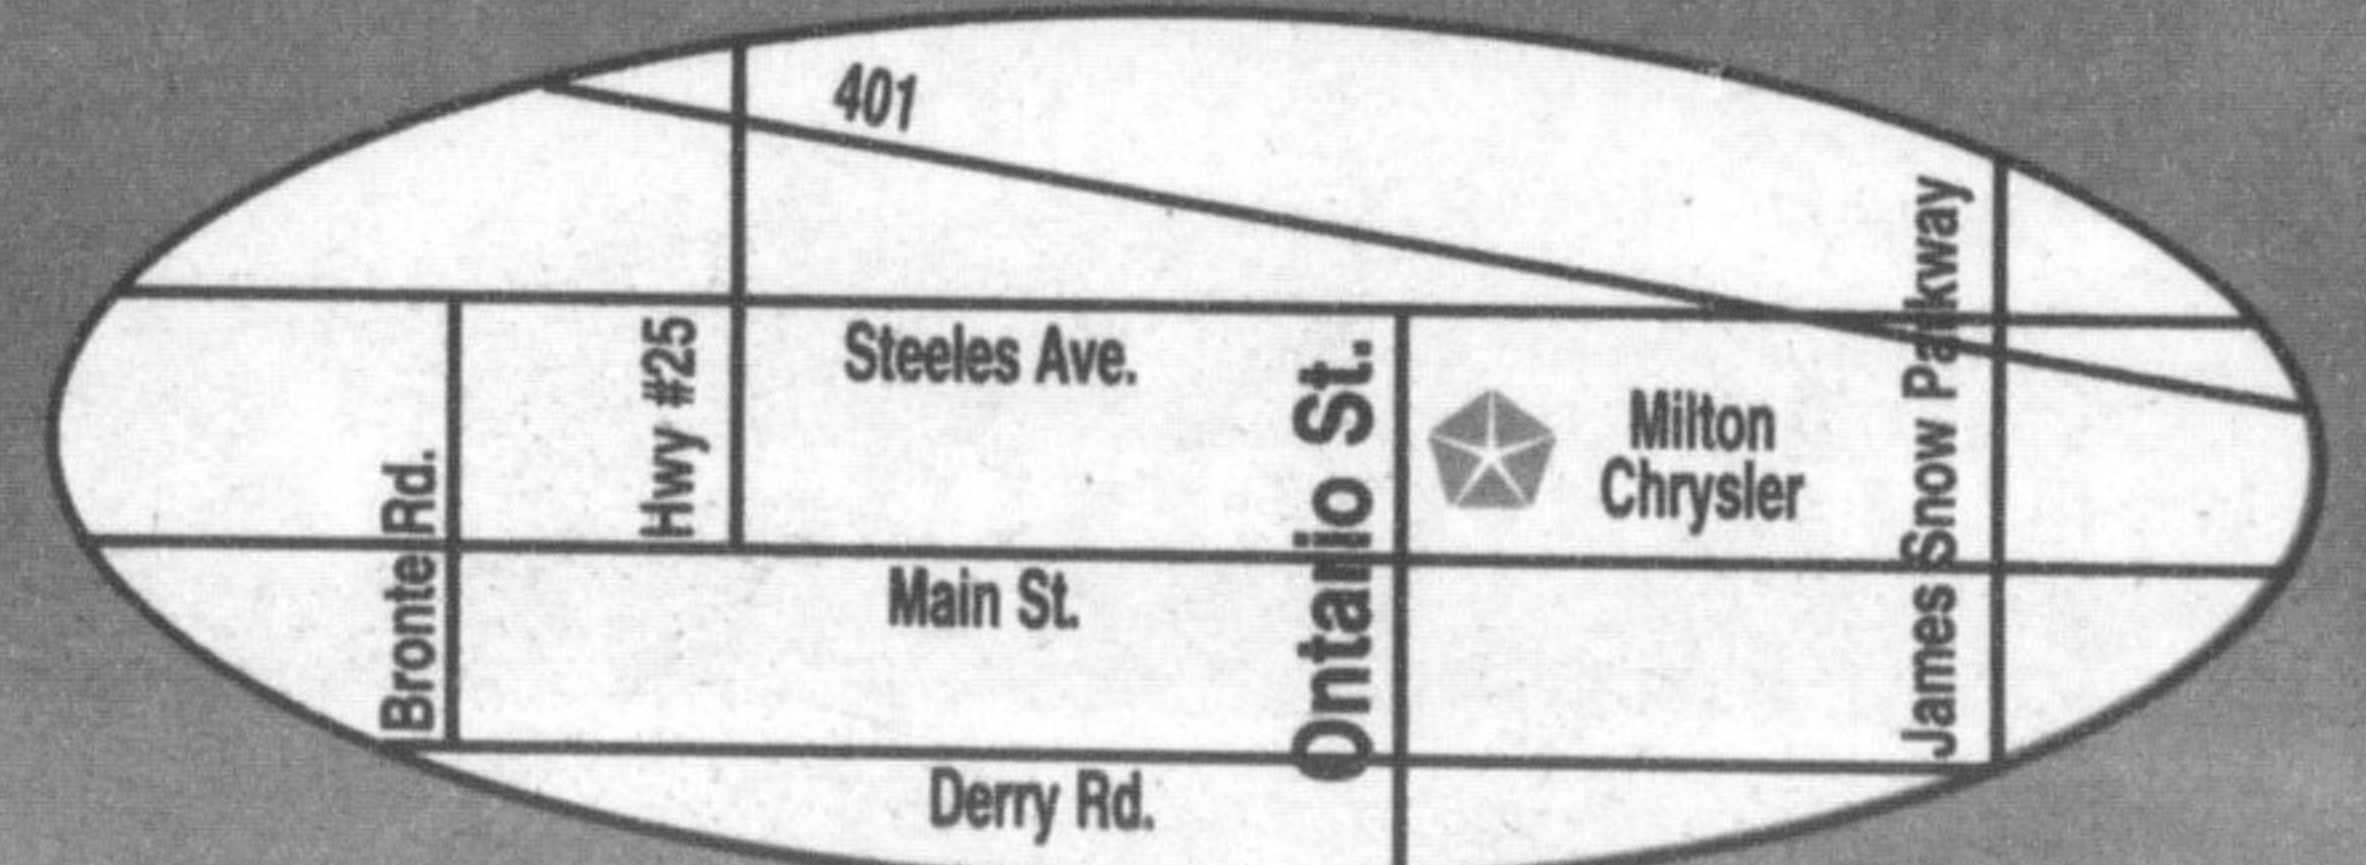 401
Steeles Ave.
Hwy #25
Bronte Rd.
Ontario St.
Milton
Chrysler
James Snow Parkway
Main St.
Derry Rd.